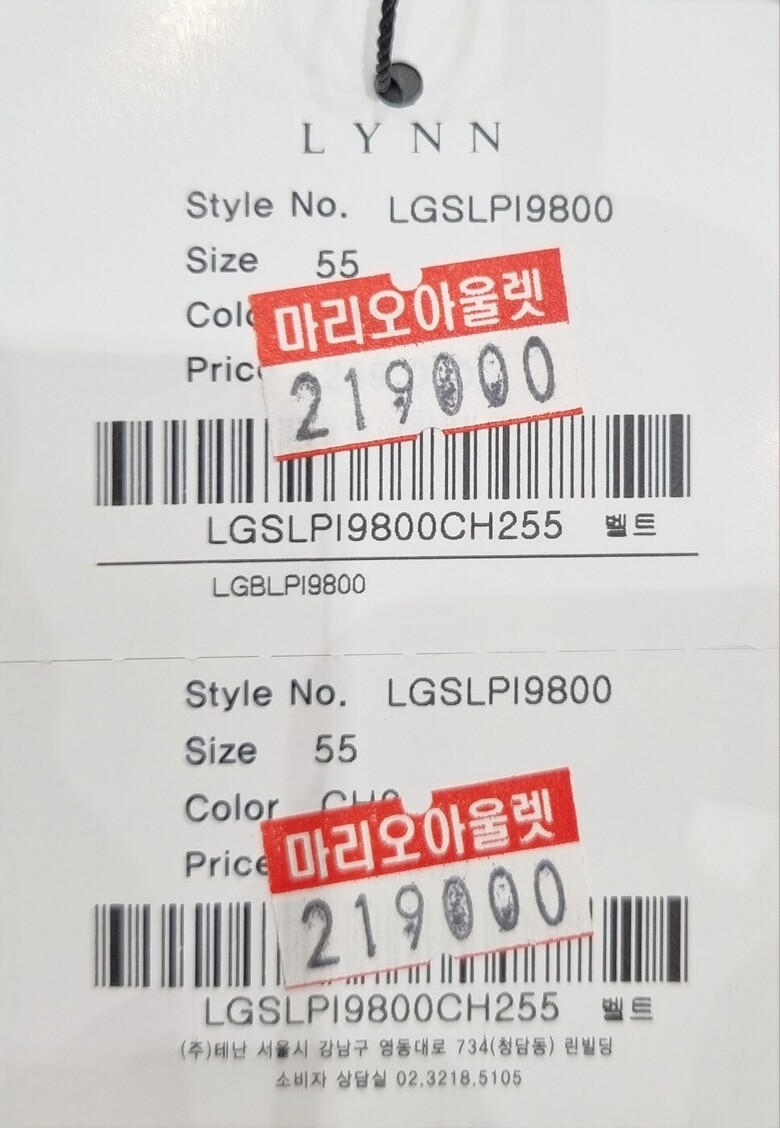 LYNN
Style No. LGSLPI9800
Size 55
마리오아울렛
219000
LGSLPI9800CH255 벨트
LGBLPI9800
Style No. LGSLPI9800
Size 55
Color
마리오아울렛
Price
219000
LGSLPI9800CH255 벨트
(주)테난 서울시 강남구 영동대로 734(청담동) 린빌딩
소비자 상담실 02.3218.5105